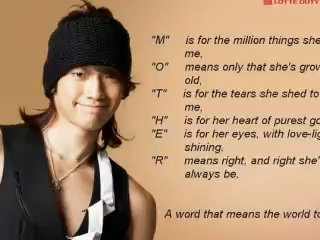 LOTTE DUTY
"M" is for the million things she
me,
"O" means only that she's grow
old,
"T" is for the tears she shed to
me,
"H" is for her heart of purest go
"E" is for her eyes, with love-lig
shining,
"R" means right, and right she'
always be,
A word that means the world to